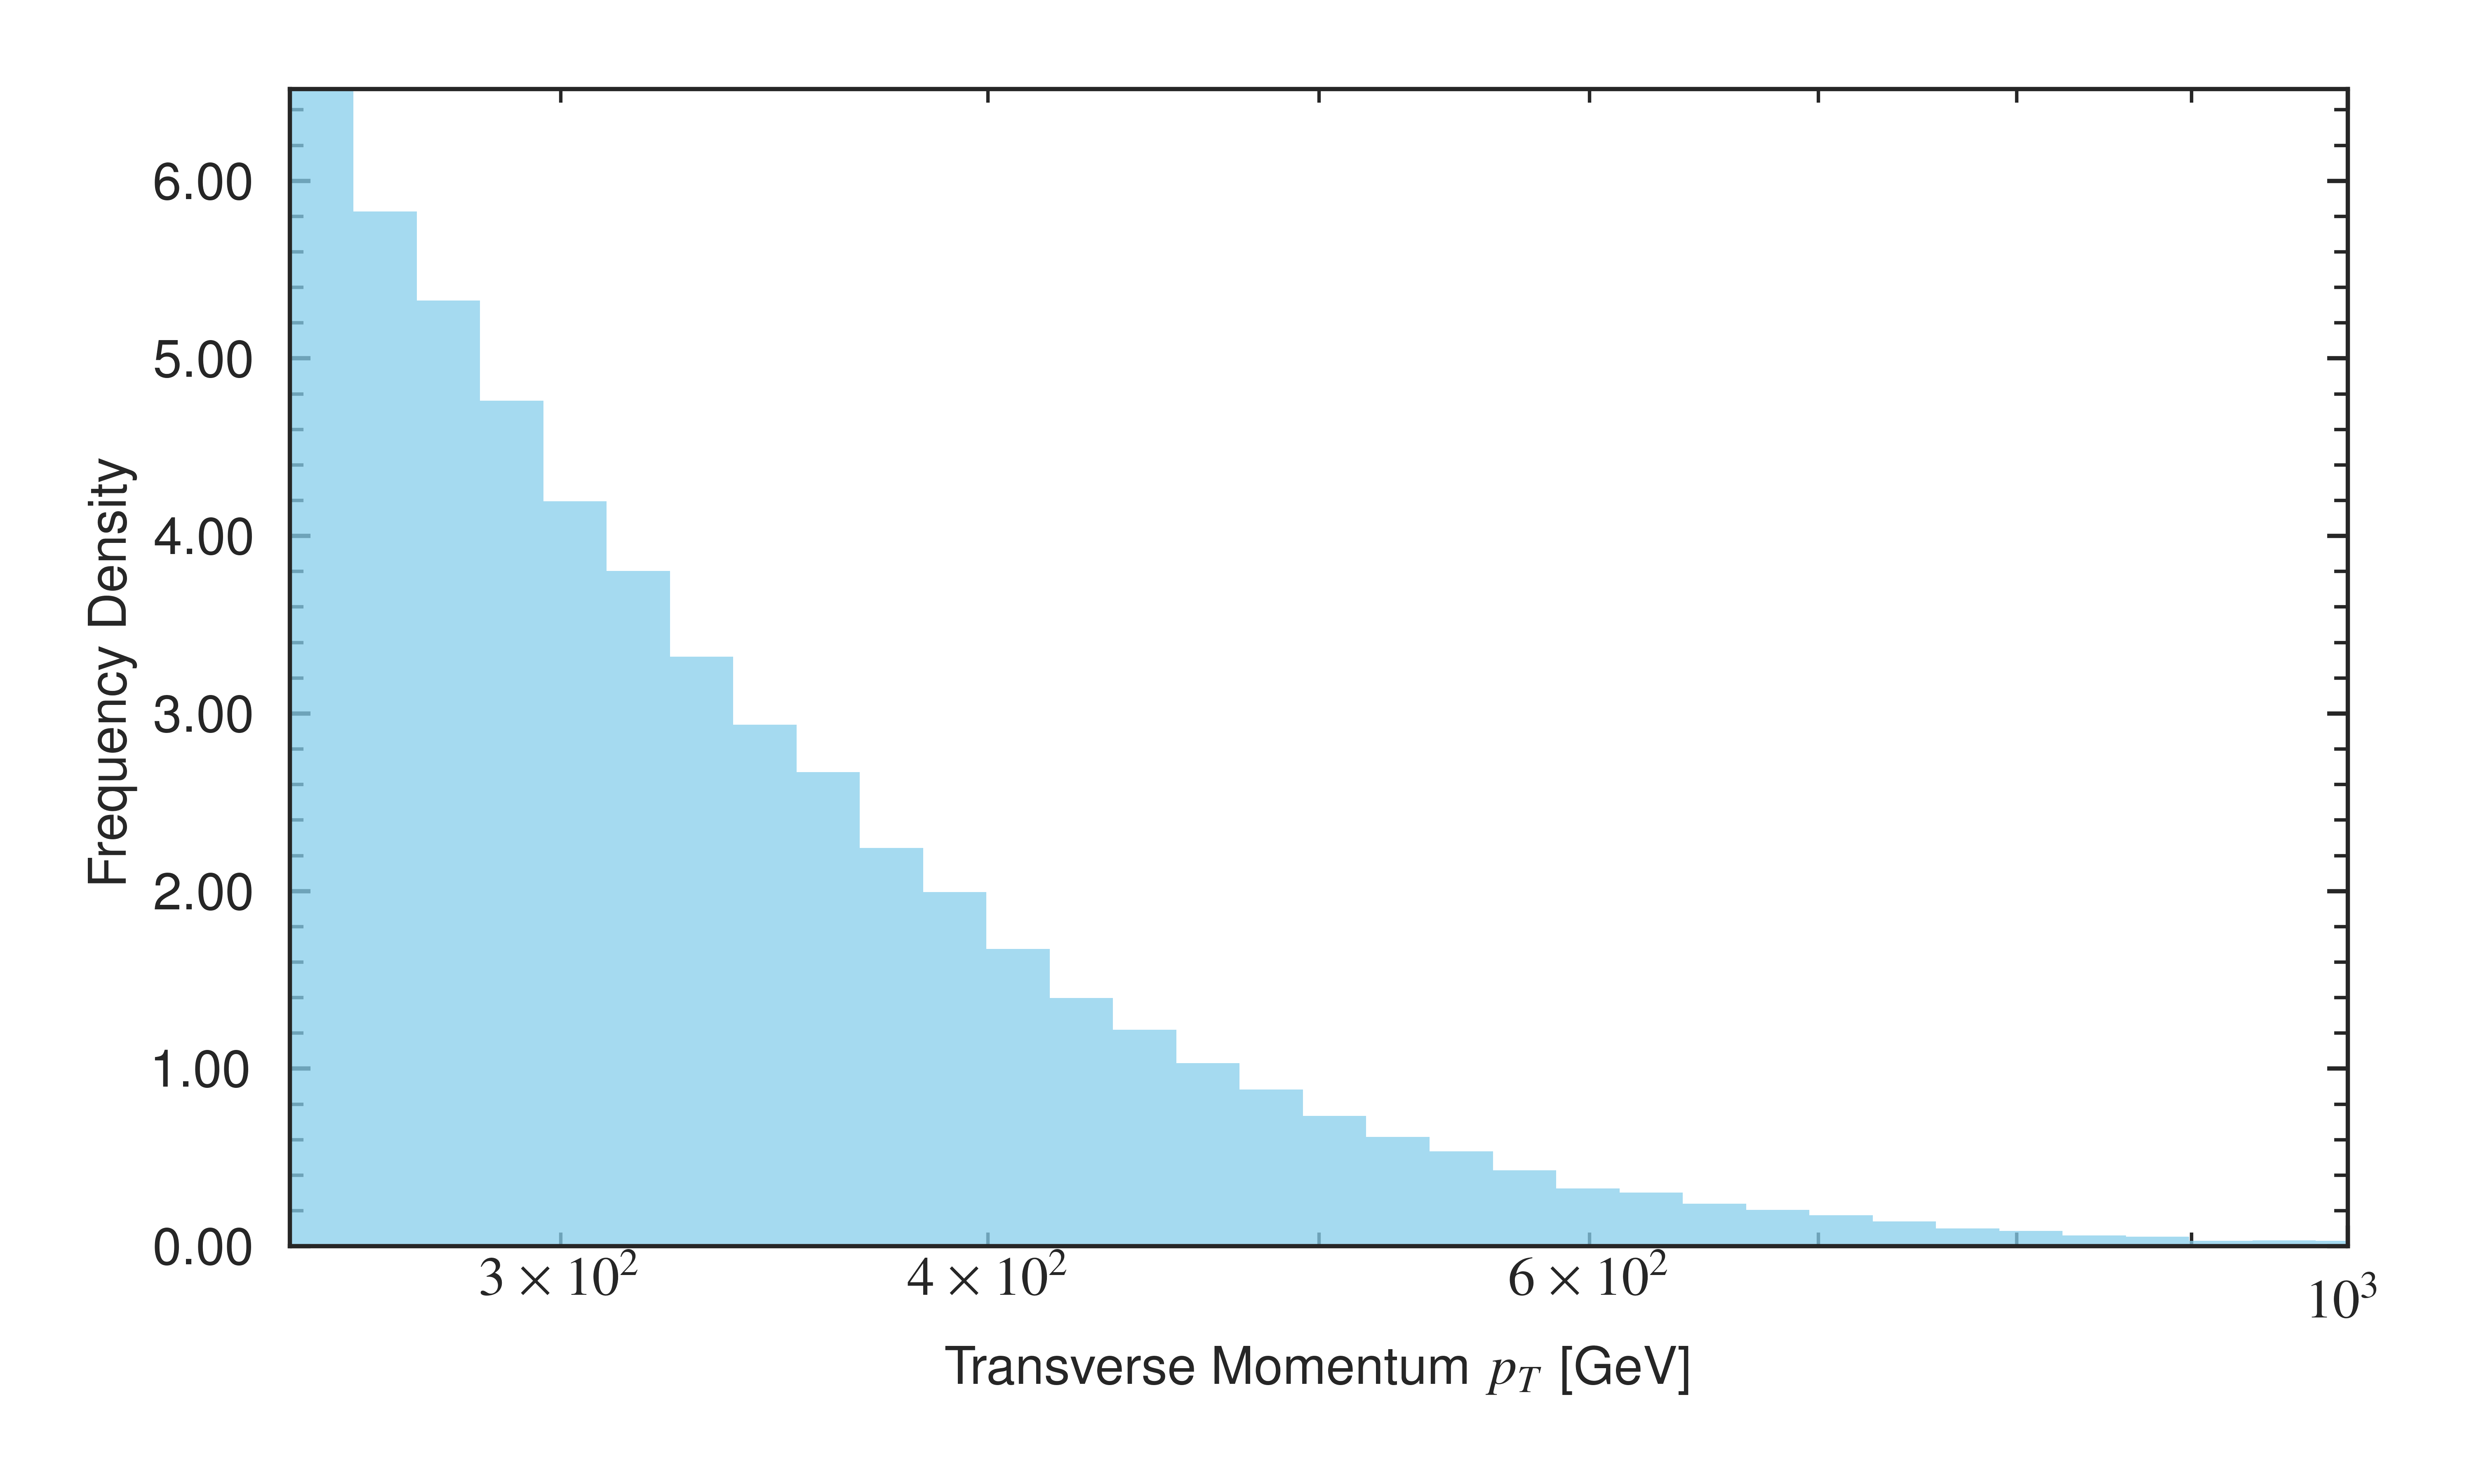 Frequency Density
6.00
5.00
4.00
3.00
2.00
1.00
0.00
3 × 10² 4 × 10² 6 × 10² 10³
Transverse Momentum p_T [GeV]